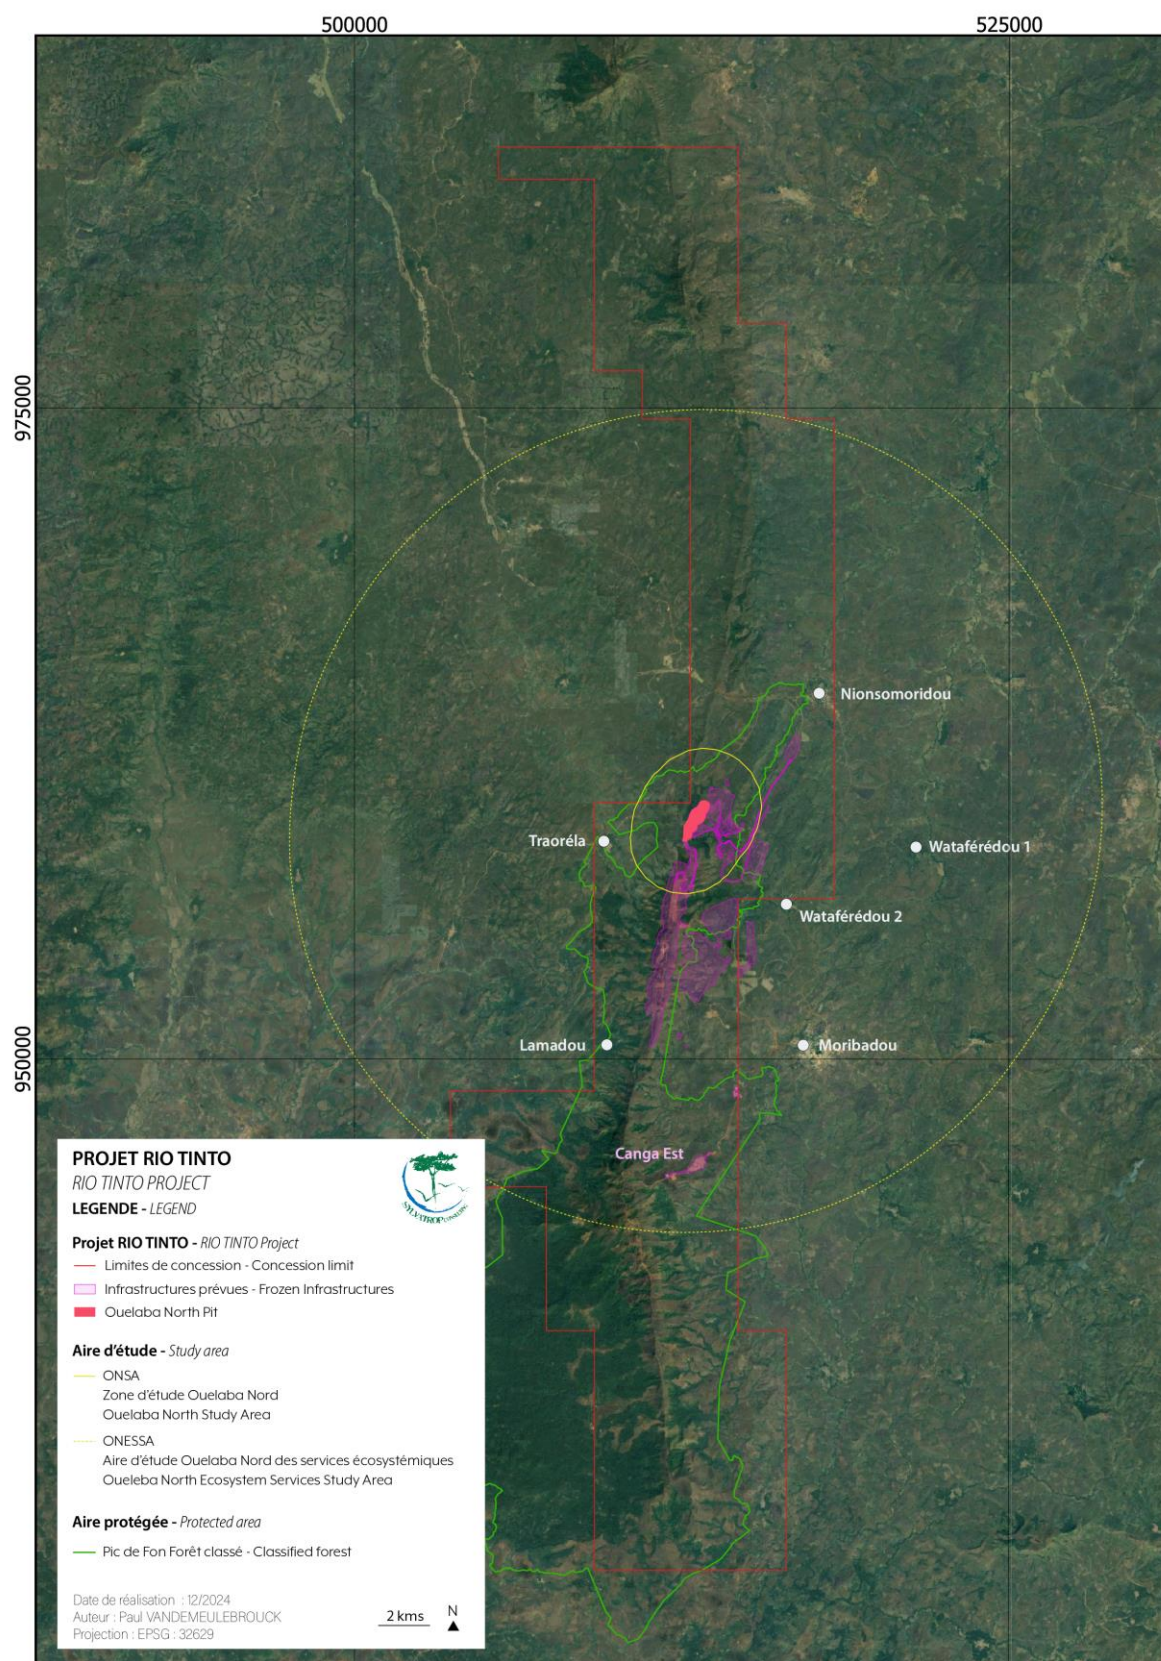 500000
525000
975000
950000
Nionsomoridou
Traoréla
Wataférédou 1
Wataférédou 2
Lamadou
Moribadou
Canga Est
PROJET RIO TINTO
RIO TINTO PROJECT
LEGENDE - LEGEND
SYLVATROP CONSULTING
Projet RIO TINTO - RIO TINTO Project
Limites de concession - Concession limit
Infrastructures prévues - Frozen Infrastructures
Ouelaba North Pit
Aire d'étude - Study area
ONSA
Zone d'étude Ouelaba Nord
Ouelaba North Study Area
ONESSA
Aire d'étude Ouelaba Nord des services écosystémiques
Oueleba North Ecosystem Services Study Area
Aire protégée - Protected area
Pic de Fon Forêt classé - Classified forest
Date de réalisation : 12/2024
Auteur : Paul VANDEMEULEBROUCK
Projection : EPSG : 32629
2 kms
N